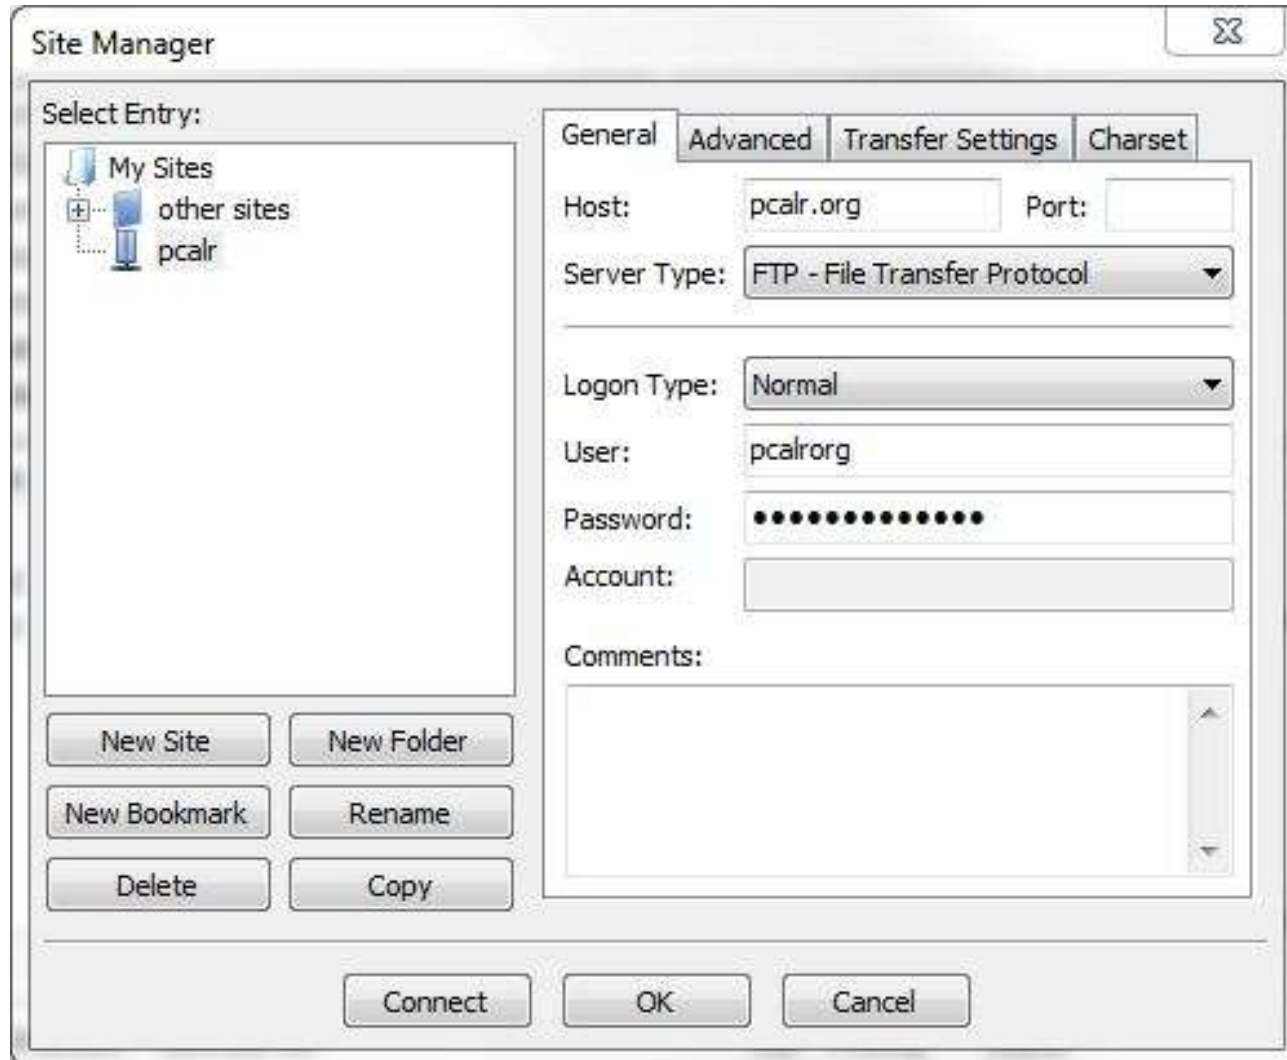 Site Manager
Select Entry:
My Sites
other sites
pcalr
New Site
New Folder
New Bookmark
Rename
Delete
Copy
General
Advanced
Transfer Settings
Charset
Host:
pcalr.org
Port:
Server Type:
FTP - File Transfer Protocol
Logon Type:
Normal
User:
pcalrorg
Password:
•••••••••••••
Account:
Comments:
Connect
OK
Cancel